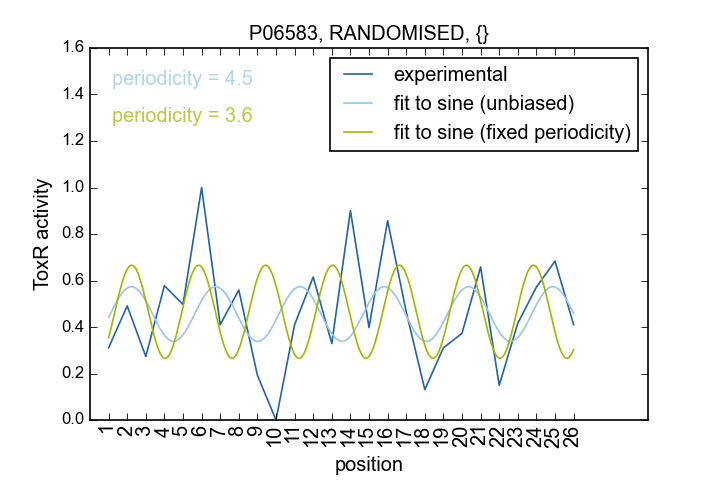 P06583, RANDOMISED, {}
1.6
1.4
1.2
1.0
0.8
0.6
0.4
0.2
0.0
ToxR activity
periodicity = 4.5
periodicity = 3.6
experimental
fit to sine (unbiased)
fit to sine (fixed periodicity)
1 2 3 4 5 6 7 8 9 10 11 12 13 14 15 16 17 18 19 20 21 22 23 24 25 26
position